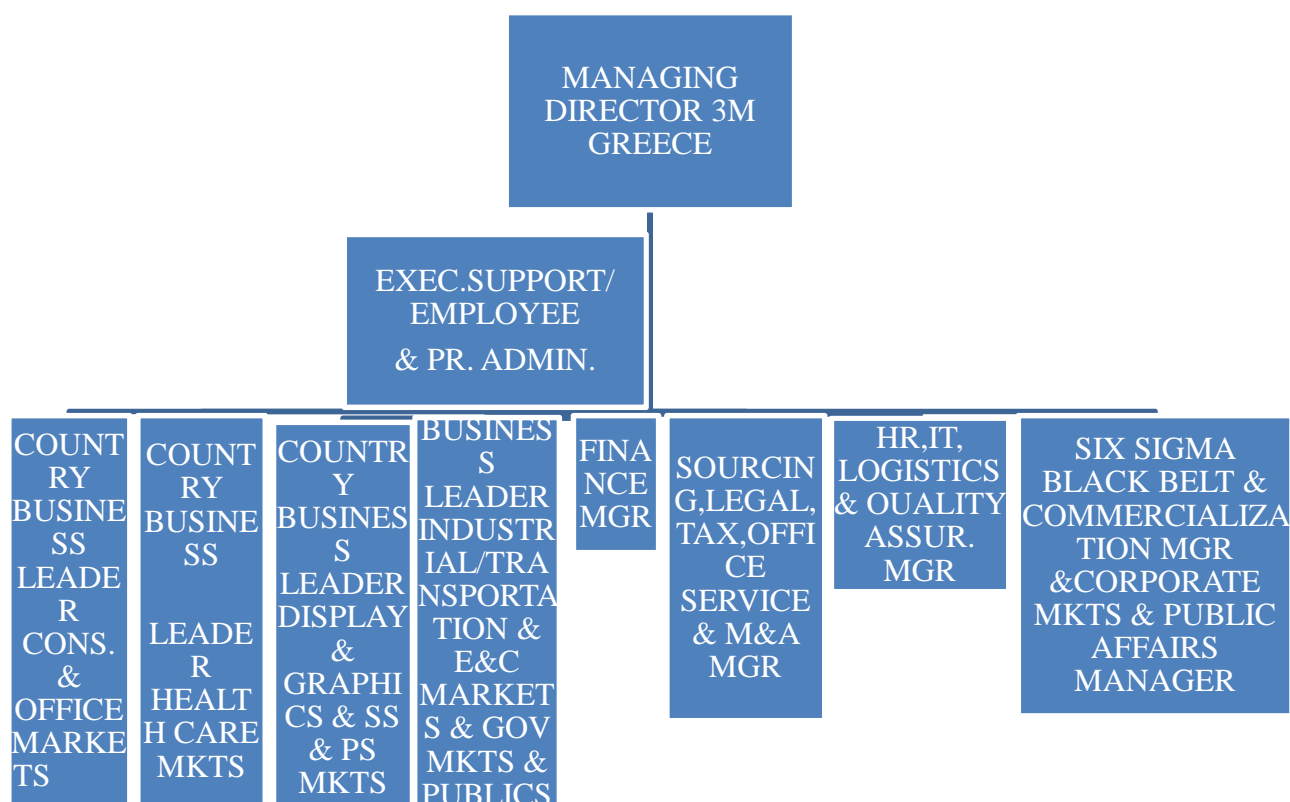 MANAGING
DIRECTOR 3M
GREECE
EXEC.SUPPORT/
EMPLOYEE
& PR. ADMIN.
COUNT
RY
BUSINE
SS
LEADE
R
CONS.
&
OFFICE
MARKE
TS
COUNT
RY
BUSINE
SS
LEADE
R
HEALT
H CARE
MKTS
COUNTR
Y
BUSINES
S
LEADER
DISPLAY
&
GRAPHI
CS & SS
& PS
MKTS
BUSINES
S
LEADER
INDUSTR
IAL/TRA
NSPORTA
TION &
E&C
MARKET
S & GOV
MKTS &
PUBLICS
FINA
NCE
MGR
SOURCIN
G,LEGAL,
TAX,OFFI
CE
SERVICE
& M&A
MGR
HR,IT,
LOGISTICS
& QUALITY
ASSUR.
MGR
SIX SIGMA
BLACK BELT &
COMMERCIALIZA
TION MGR
&CORPORATE
MKTS & PUBLIC
AFFAIRS
MANAGER